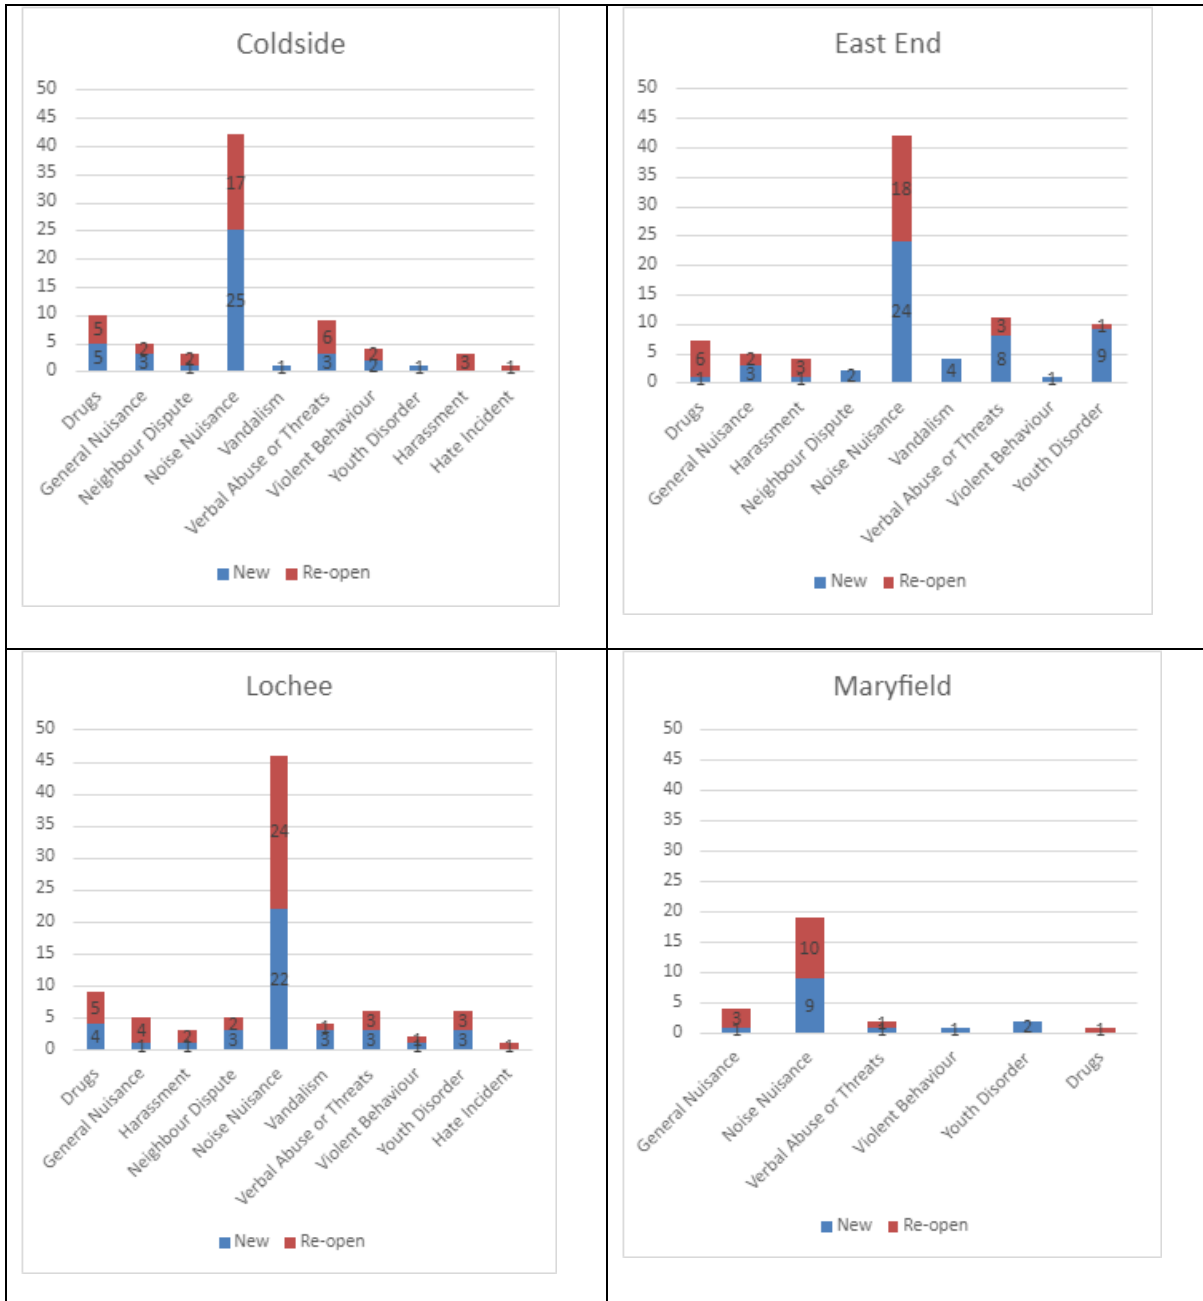 Coldside
50
45
40
35
30
25
20
15
10
5
0
5 2 2 17 6 2 3 1
5 3 1 25 1 3 2 1
Drugs
General Nuisance
Neighbour Dispute
Noise Nuisance
Vandalism
Verbal Abuse or Threats
Violent Behaviour
Youth Disorder
Harassment
Hate Incident
New Re-open
East End
50
45
40
35
30
25
20
15
10
5
0
6 2 3 18 3 1
1 3 1 2 24 4 8 1 9
Drugs
General Nuisance
Harassment
Neighbour Dispute
Noise Nuisance
Vandalism
Verbal Abuse or Threats
Violent Behaviour
Youth Disorder
New Re-open
Lochee
50
45
40
35
30
25
20
15
10
5
0
5 4 2 2 24 1 3 1 3 1
4 1 1 3 22 3 3 1 3
Drugs
General Nuisance
Harassment
Neighbour Dispute
Noise Nuisance
Vandalism
Verbal Abuse or Threats
Violent Behaviour
Youth Disorder
Hate Incident
New Re-open
Maryfield
50
45
40
35
30
25
20
15
10
5
0
3 10 1 1
1 9 1 1 2
General Nuisance
Noise Nuisance
Verbal Abuse or Threats
Violent Behaviour
Youth Disorder
Drugs
New Re-open